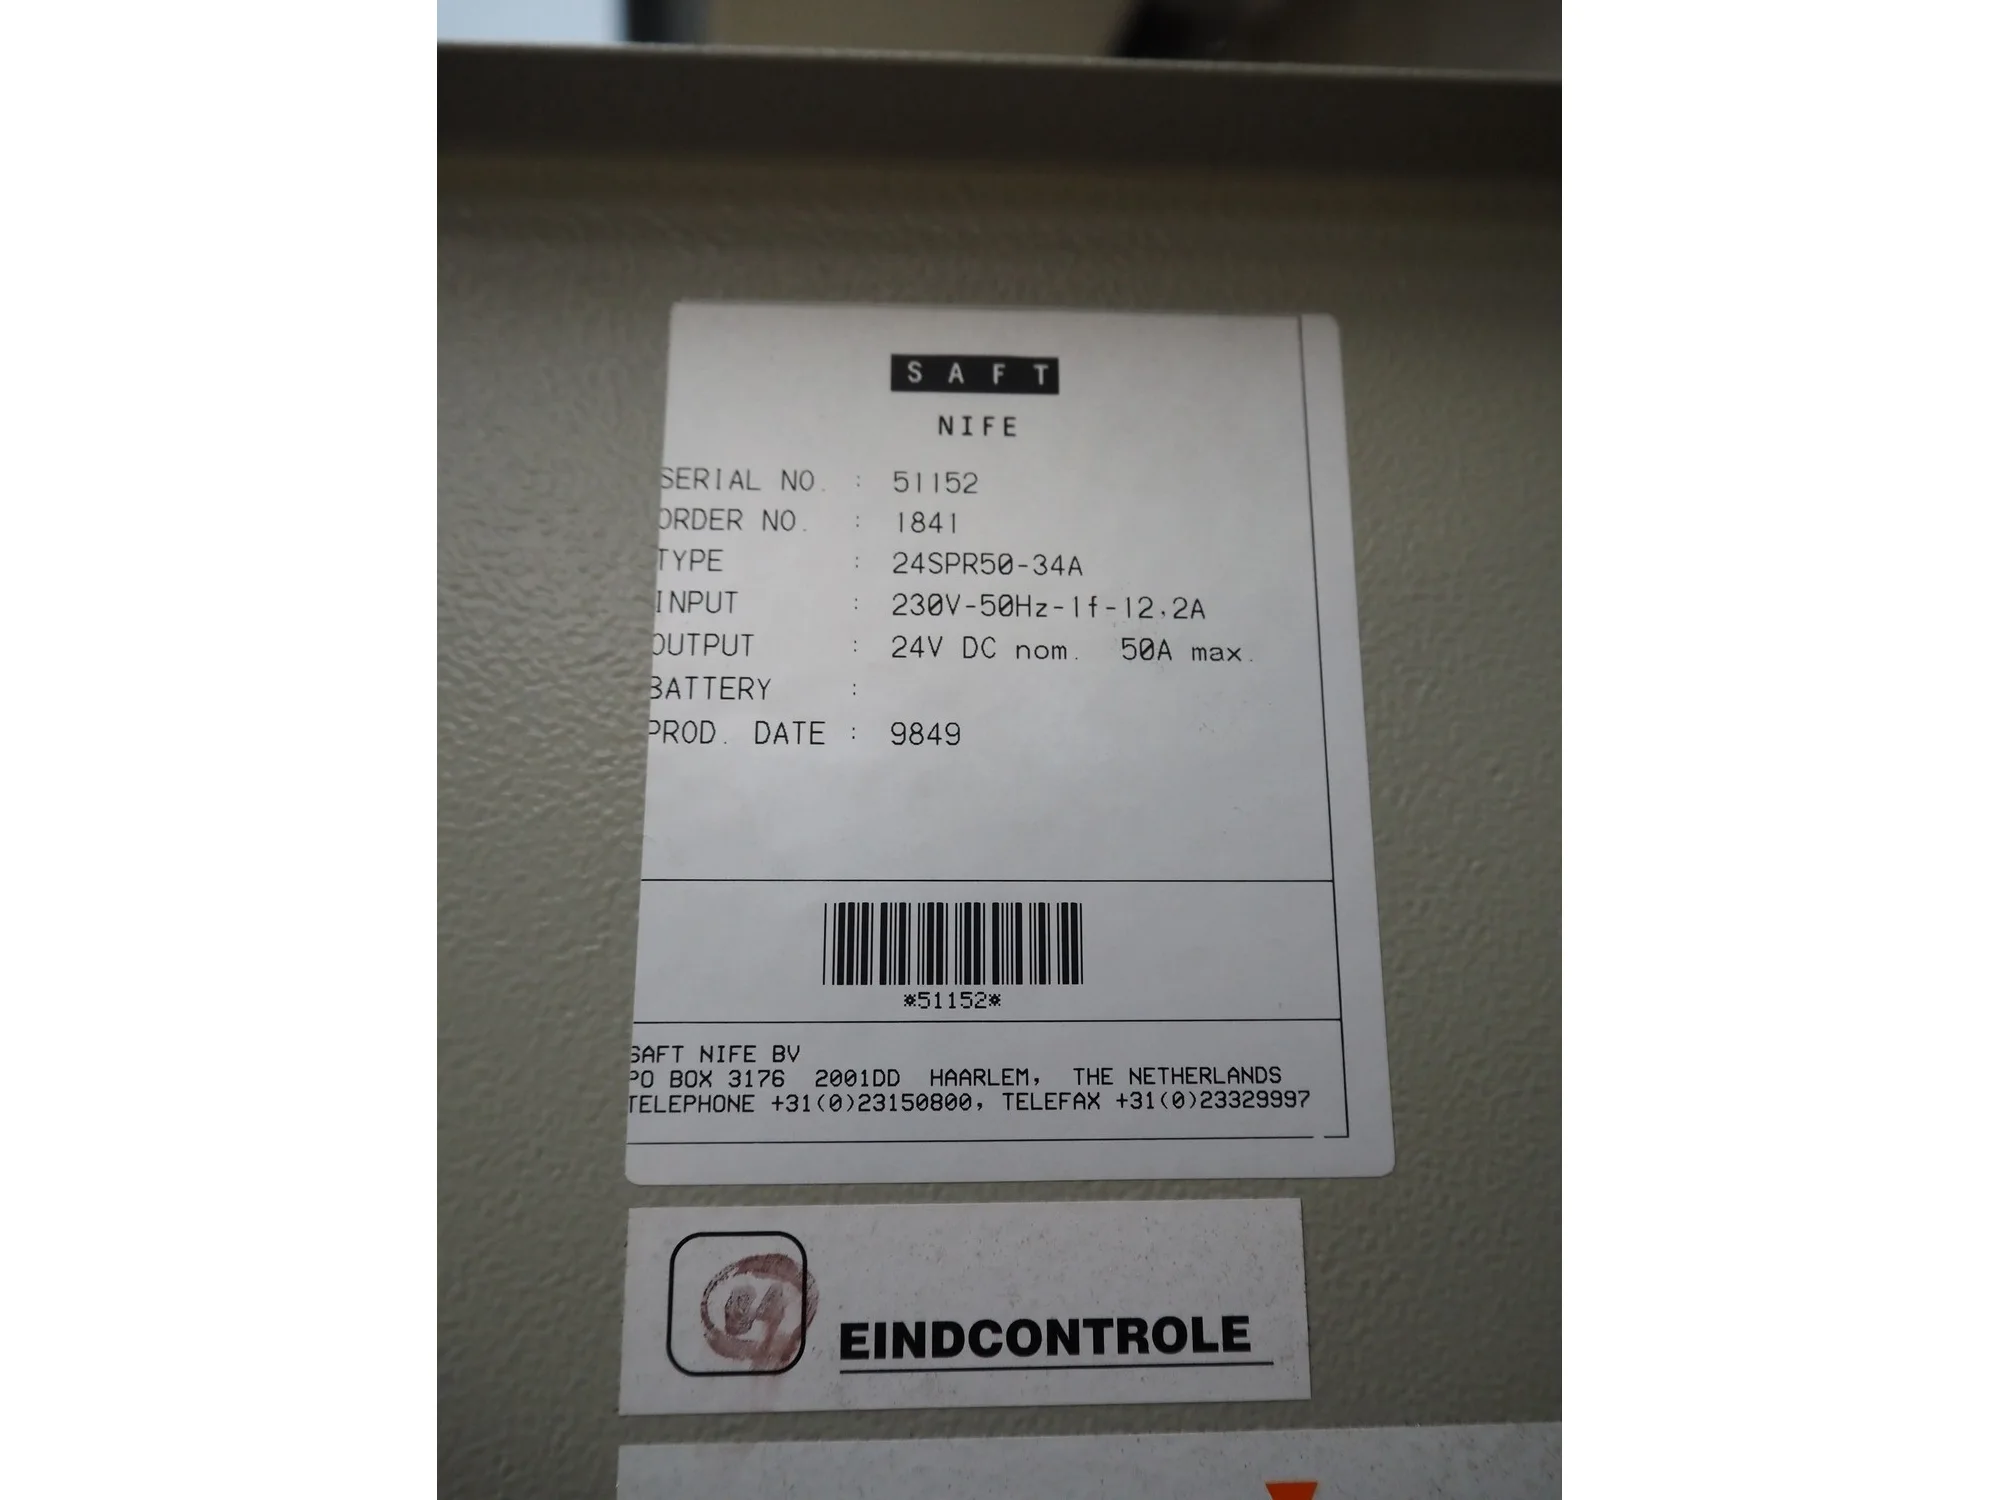 SAFT
NIFE
SERIAL NO. : 51152
ORDER NO. : 1841
TYPE : 24SPR50-34A
INPUT : 230V-50Hz-1f-12,2A
OUTPUT : 24V DC nom. 50A max.
BATTERY :
PROD. DATE : 9849
*51152*
SAFT NIFE BV
PO BOX 3176 2001DD HAARLEM, THE NETHERLANDS
TELEPHONE +31(0)23150800, TELEFAX +31(0)23329997
EINDCONTROLE